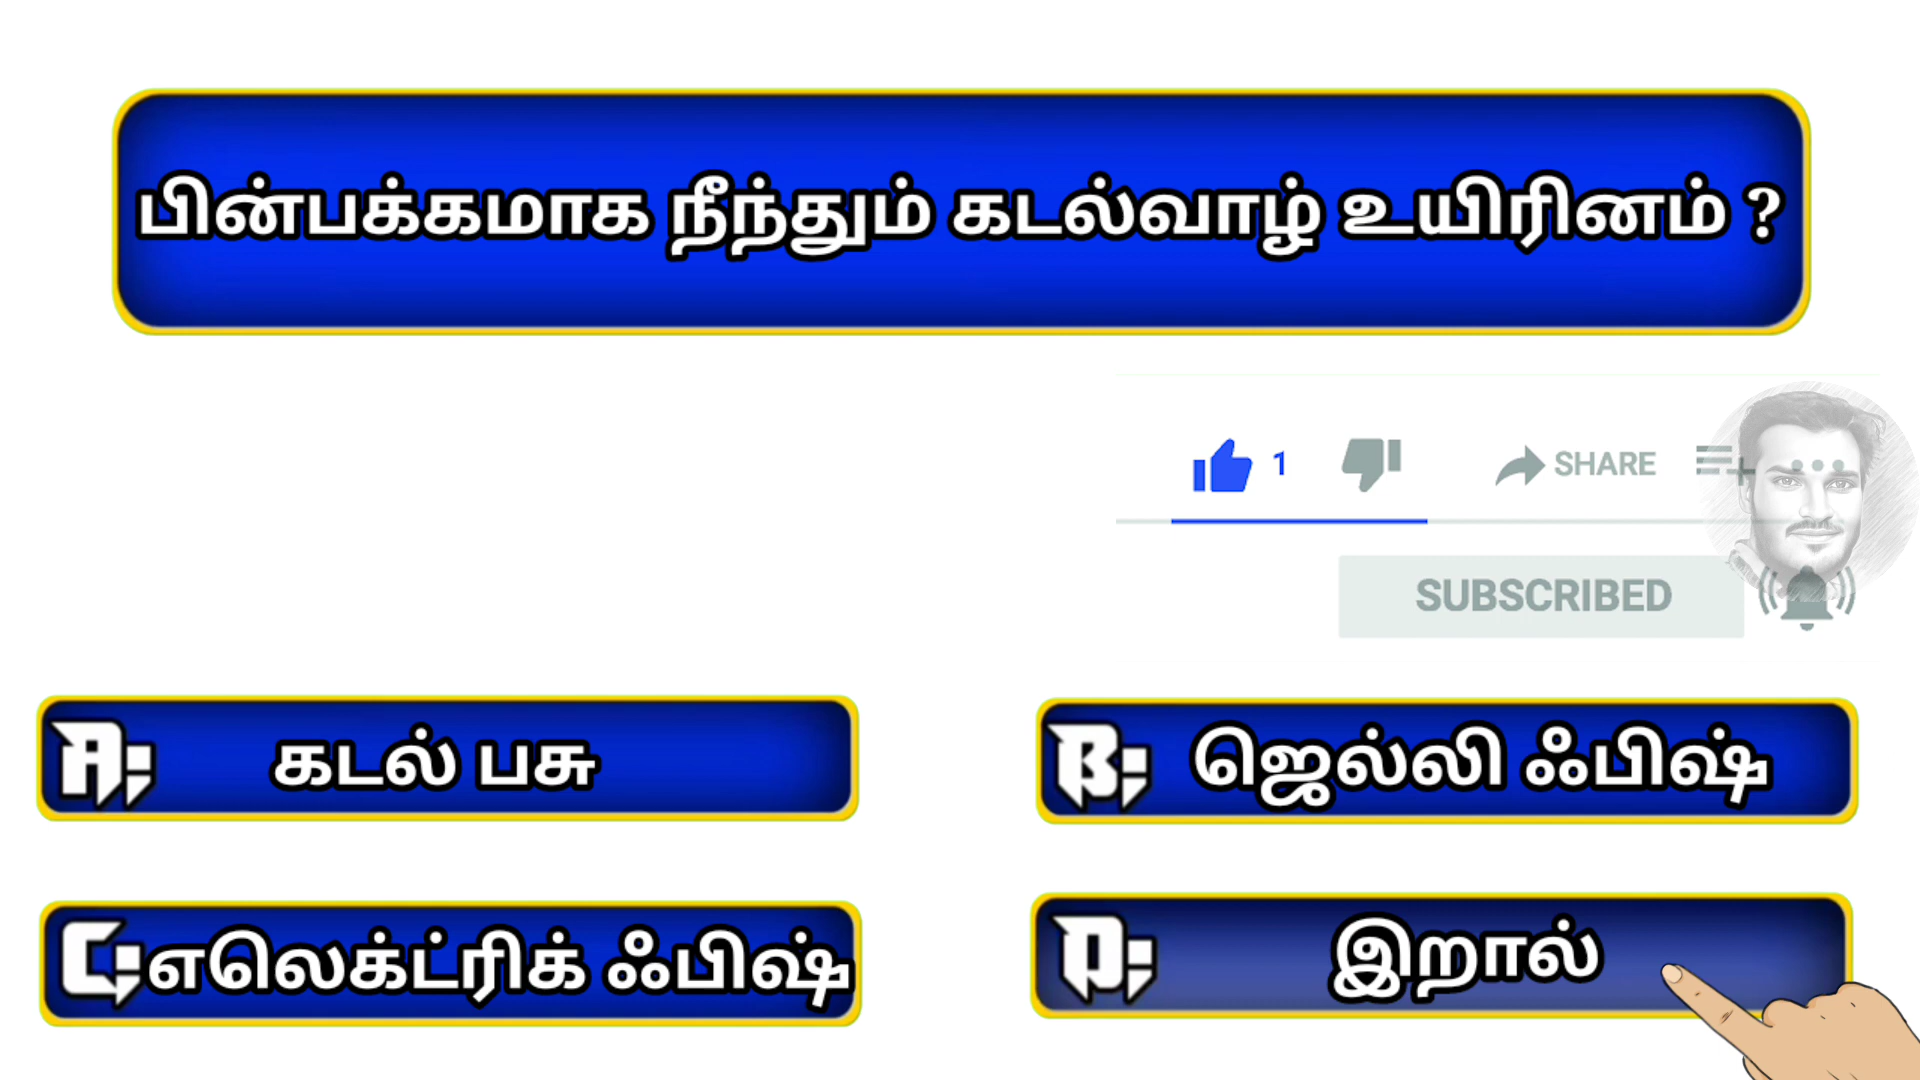 பின்பக்கமாக நீந்தும் கடல்வாழ் உயிரினம் ?
1 SHARE
SUBSCRIBED
A: கடல் பசு
B: ஜெல்லி ஃபிஷ்
C: எலெக்ட்ரிக் ஃபிஷ்
D: இறால்